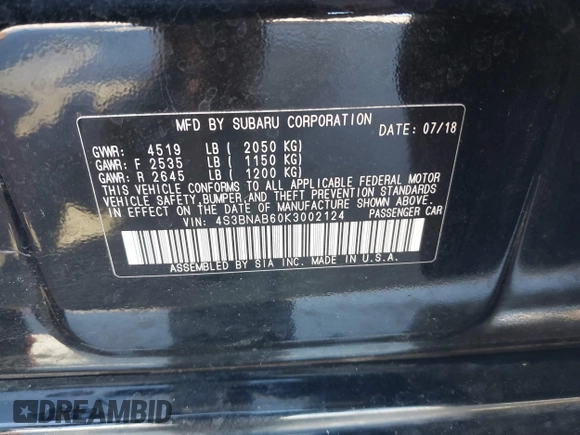 MFD BY SUBARU CORPORATION
DATE: 07/18
GVWR: 4519 LB ( 2050 KG)
GAWR: F 2535 LB ( 1150 KG)
GAWR: R 2645 LB ( 1200 KG)
THIS VEHICLE CONFORMS TO ALL APPLICABLE FEDERAL MOTOR
VEHICLE SAFETY,BUMPER,AND THEFT PREVENTION STANDARDS
IN EFFECT ON THE DATE OF MANUFACTURE SHOWN ABOVE.
VIN: 4S3BNAB60K3002124 PASSENGER CAR
ASSEMBLED BY SIA INC. MADE IN U.S.A.
DREAMBID